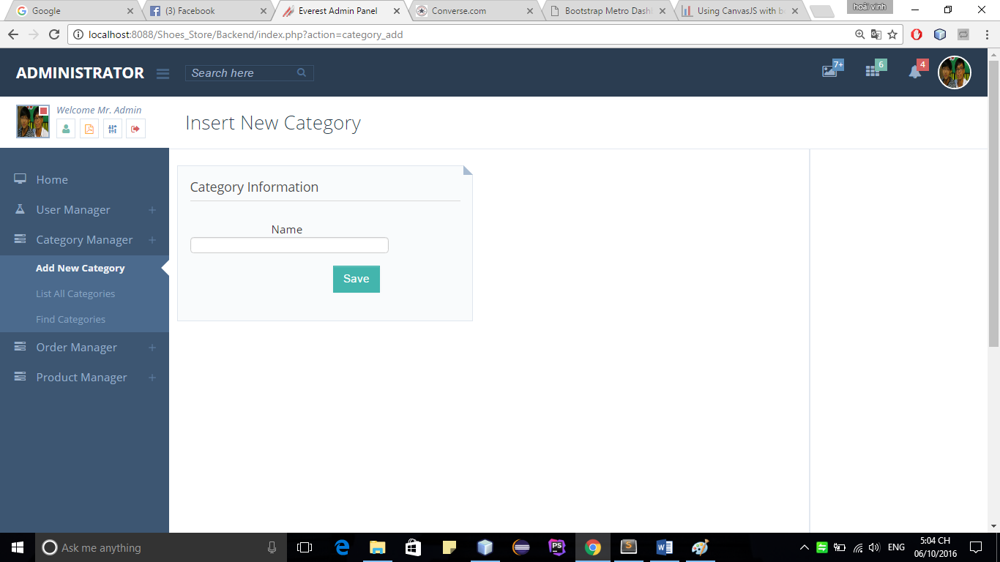 Google
(3) Facebook
Everest Admin Panel
Converse.com
Bootstrap Metro Dash
Using CanvasJS with b
hoài vinh
localhost:8088/Shoes_Store/Backend/index.php?action=category_add
ADMINISTRATOR
Search here
7+
6
4
Welcome Mr. Admin
Insert New Category
Home
User Manager
Category Manager
Add New Category
List All Categories
Find Categories
Order Manager
Product Manager
Category Information
Name
Save
Ask me anything
PS
S
W
ENG
5:04 CH
06/10/2016